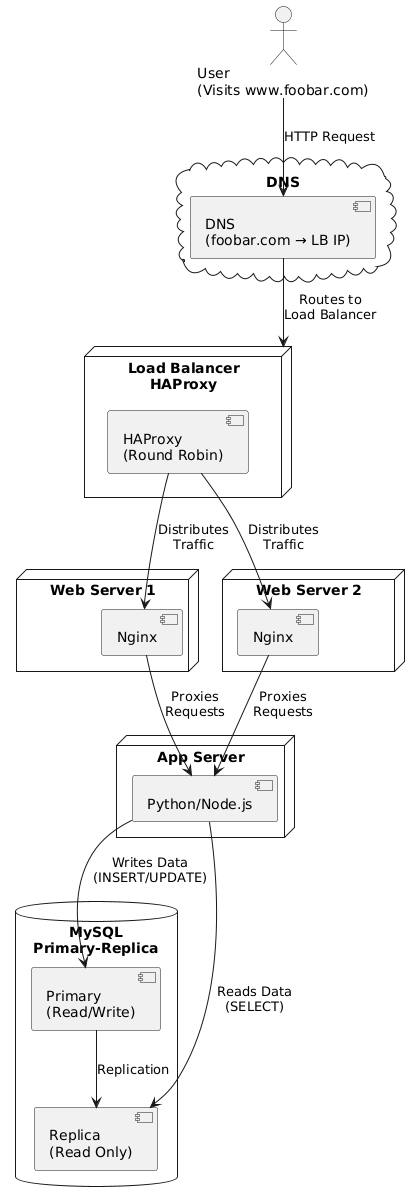 User
(Visits www.foobar.com)
HTTP Request
DNS
DNS
(foobar.com → LB IP)
Routes to
Load Balancer
Load Balancer
HAProxy
HAProxy
(Round Robin)
Distributes
Traffic
Distributes
Traffic
Web Server 1
Nginx
Web Server 2
Nginx
Proxies
Requests
Proxies
Requests
App Server
Python/Node.js
Writes Data
(INSERT/UPDATE)
MySQL
Primary-Replica
Primary
(Read/Write)
Reads Data
(SELECT)
Replication
Replica
(Read Only)